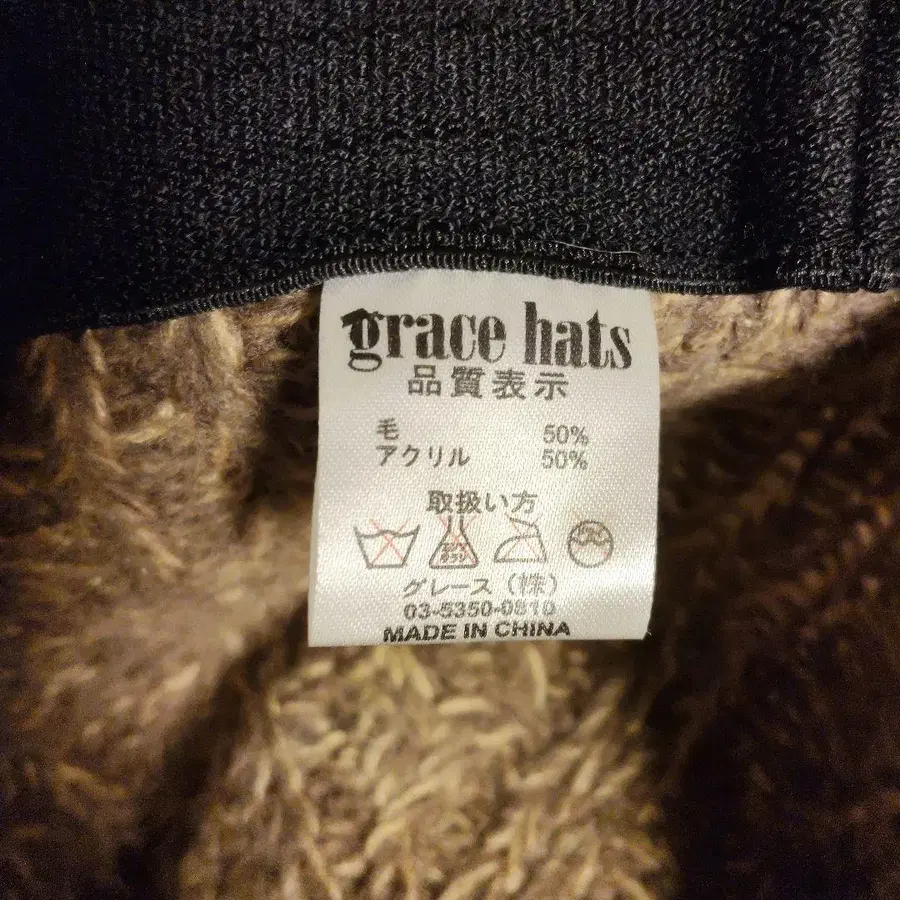 grace hats
品質表示
毛 50%
アクリル 50%
取扱い方
グレース(株)
03-5350-0810
MADE IN CHINA